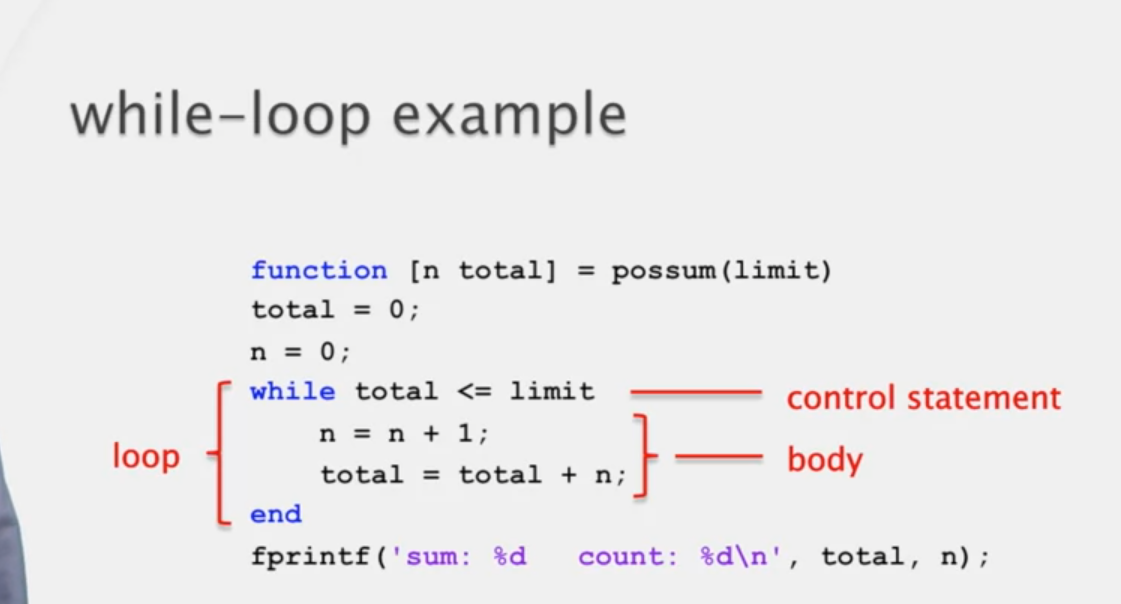 while-loop example
function [n total] = possum(limit)
total = 0;
n = 0;
while total <= limit
control statement
n = n + 1;
loop
total = total + n;
body
end
fprintf('sum: %d   count: %d\n', total, n);